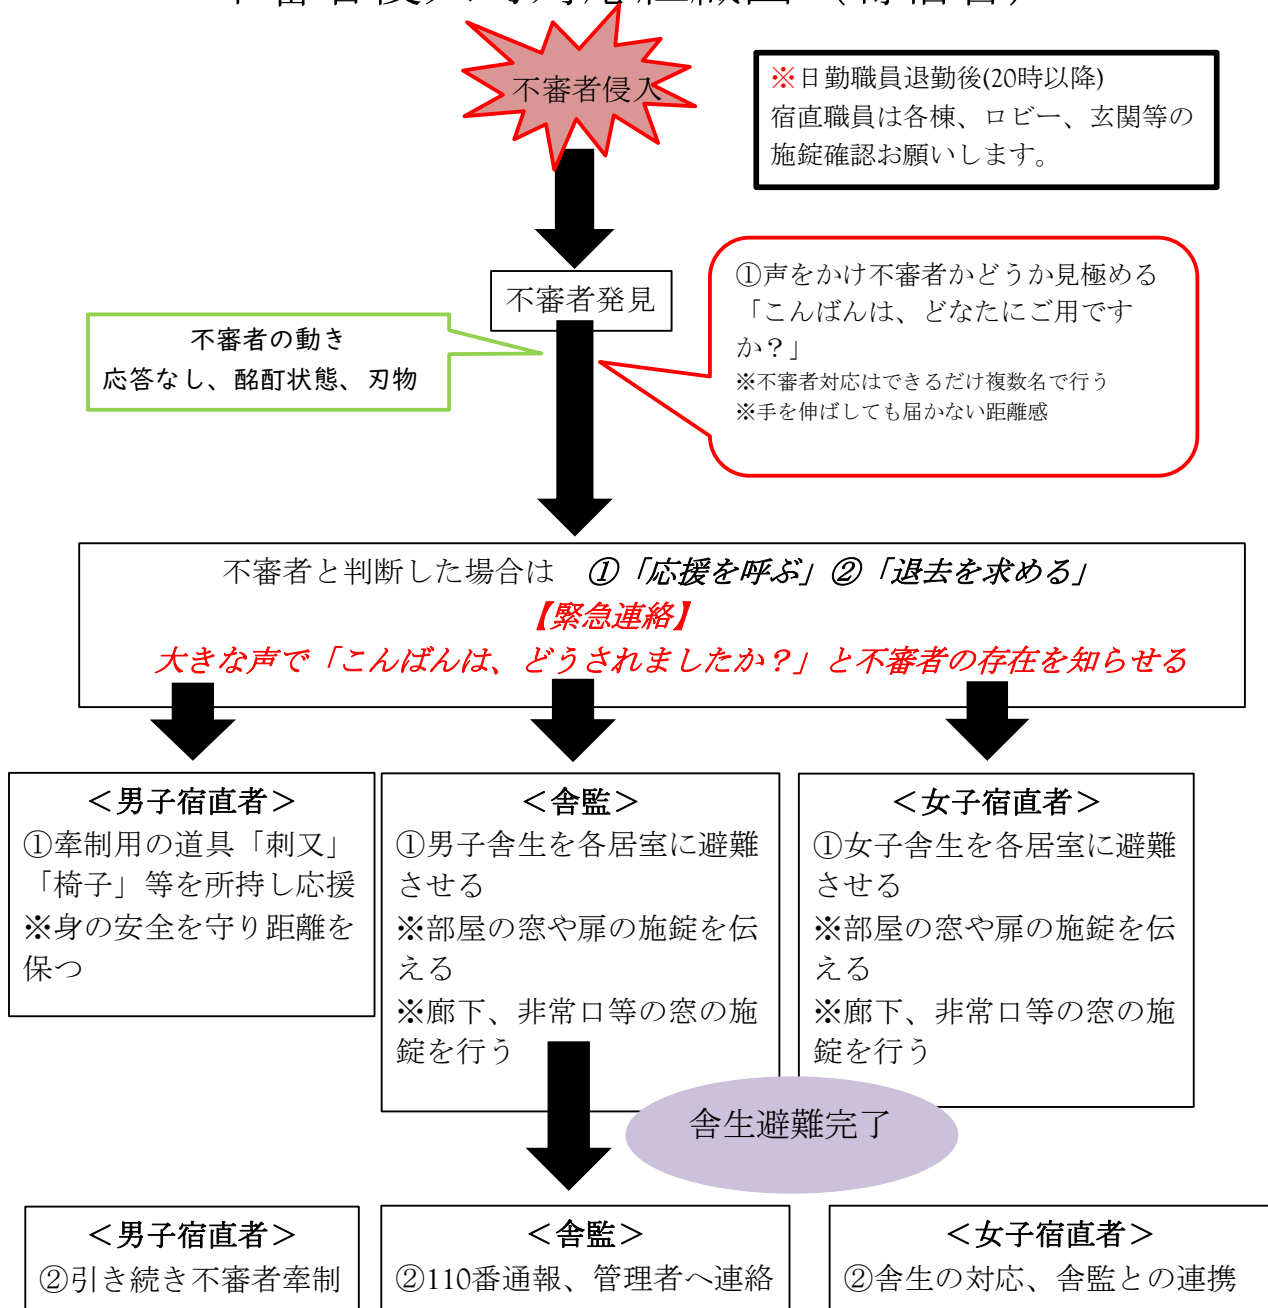 不審者侵入時対応組織図（寄宿舎）
不審者侵入
※日勤職員退勤後(20時以降)
宿直職員は各棟、ロビー、玄関等の
施錠確認お願いします。
不審者発見
①声をかけ不審者かどうか見極める
「こんばんは、どなたにご用です
か？」
※不審者対応はできるだけ複数名で行う
※手を伸ばしても届かない距離感
不審者の動き
応答なし、酩酊状態、刃物
不審者と判断した場合は　①「応援を呼ぶ」②「退去を求める」
【緊急連絡】
大きな声で「こんばんは、どうされましたか？」と不審者の存在を知らせる
＜男子宿直者＞
①牽制用の道具「刺又」
「椅子」等を所持し応援
※身の安全を守り距離を
保つ
＜舎監＞
①男子舎生を各居室に避難
させる
※部屋の窓や扉の施錠を伝
える
※廊下、非常口等の窓の施
錠を行う
＜女子宿直者＞
①女子舎生を各居室に避難
させる
※部屋の窓や扉の施錠を伝
える
※廊下、非常口等の窓の施
錠を行う
舎生避難完了
＜男子宿直者＞
②引き続き不審者牽制
＜舎監＞
②110番通報、管理者へ連絡
＜女子宿直者＞
②舎生の対応、舎監との連携